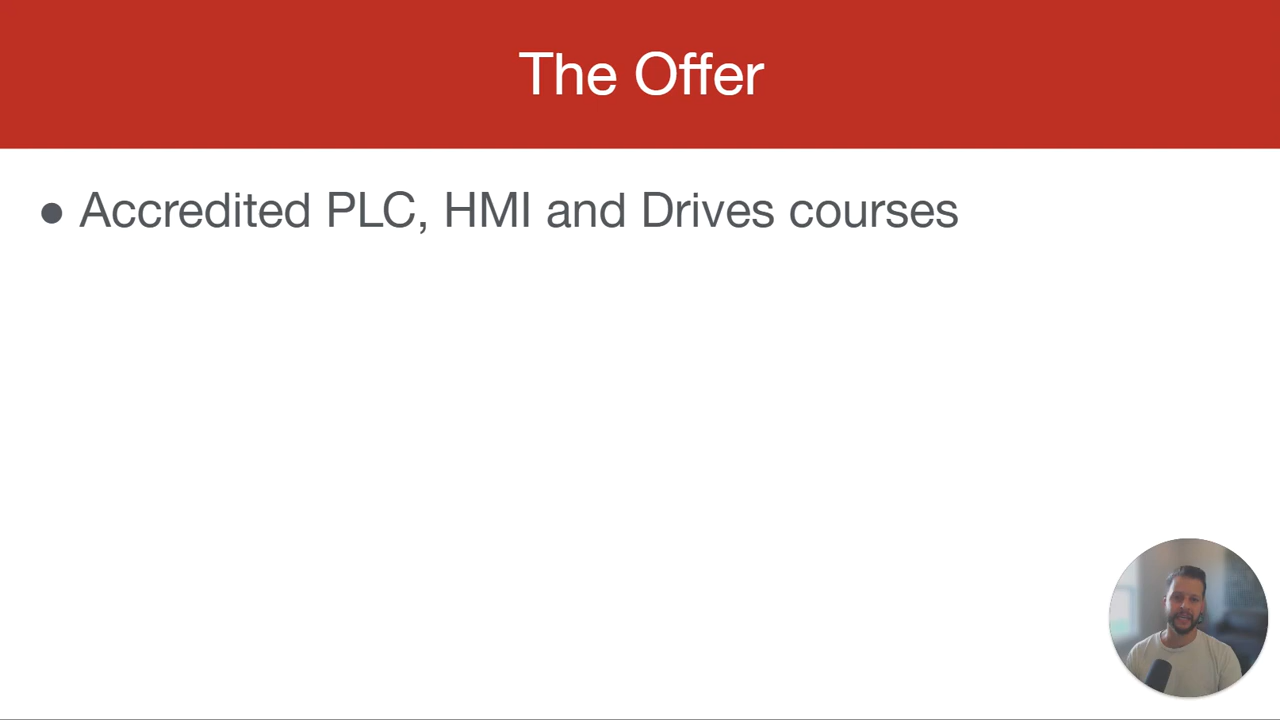 The Offer
● Accredited PLC, HMI and Drives courses